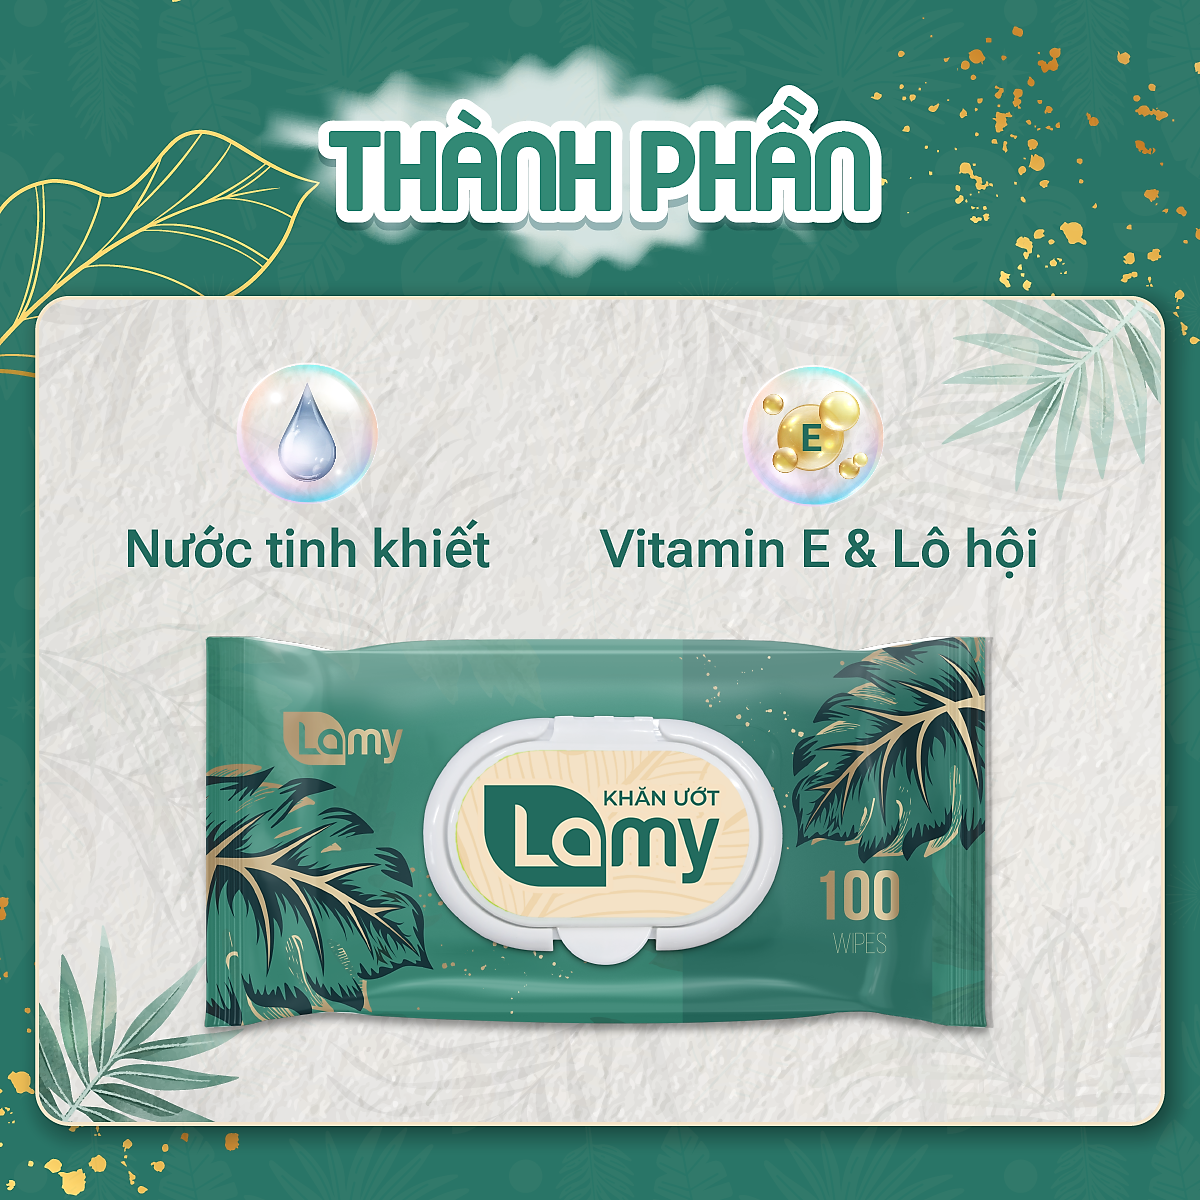 THÀNH PHẦN
E
Nước tinh khiết
Vitamin E & Lô hội
Lamy
KHĂN ƯỚT
Lamy
100
WIPES